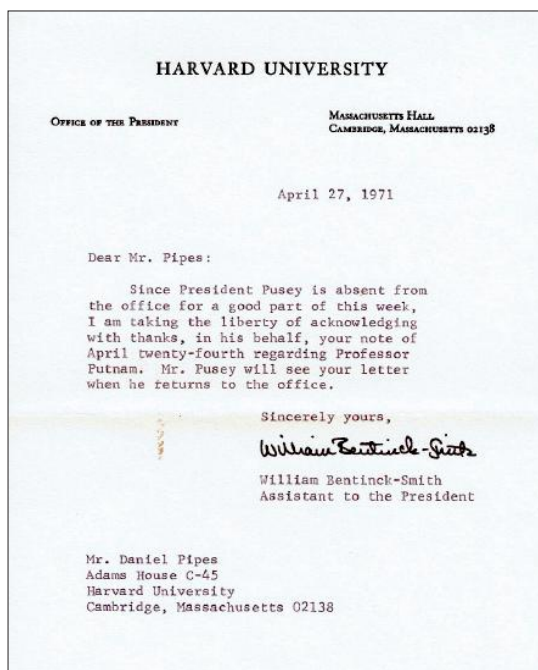 HARVARD UNIVERSITY
OFFICE OF THE PRESIDENT
MASSACHUSETTS HALL
CAMBRIDGE, MASSACHUSETTS 02138
April 27, 1971
Dear Mr. Pipes:
Since President Pusey is absent from
the office for a good part of this week,
I am taking the liberty of acknowledging
with thanks, in his behalf, your note of
April twenty-fourth regarding Professor
Putnam. Mr. Pusey will see your letter
when he returns to the office.
Sincerely yours,
William Bentinck-Smith
William Bentinck-Smith
Assistant to the President
Mr. Daniel Pipes
Adams House C-45
Harvard University
Cambridge, Massachusetts 02138